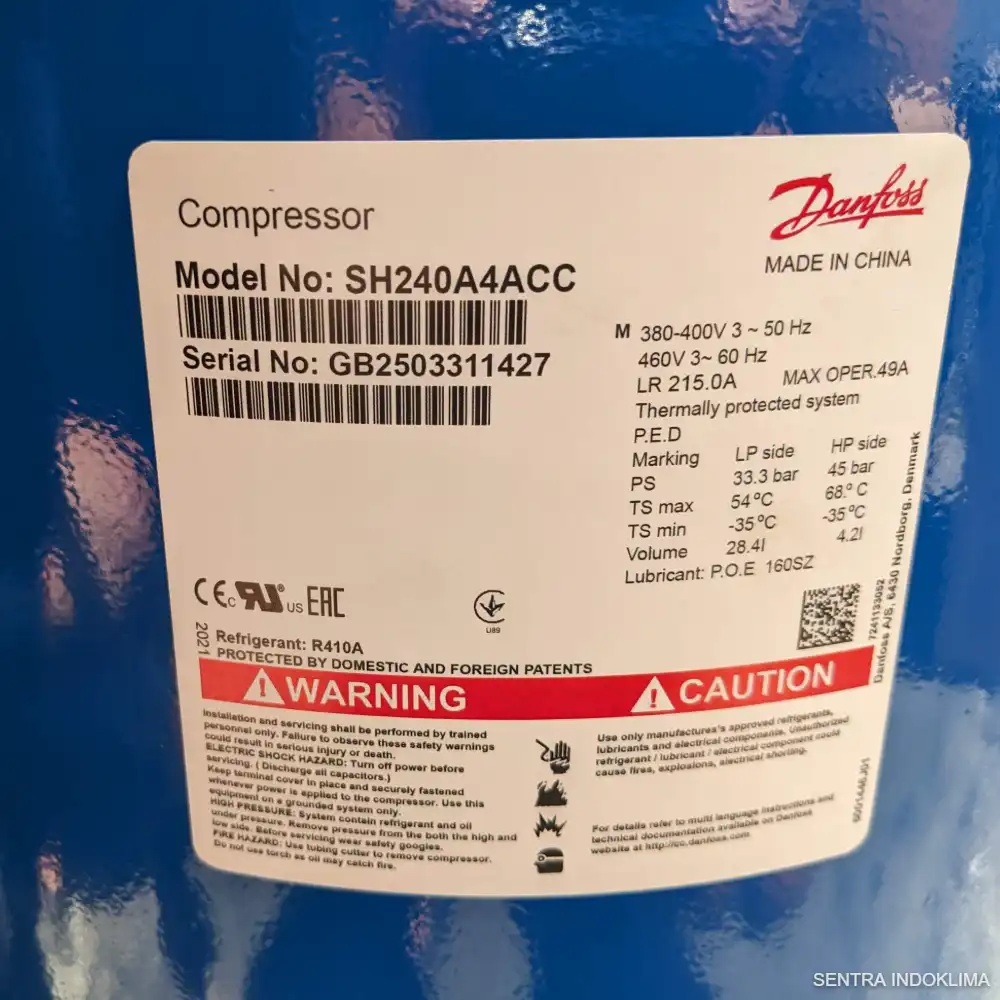 Compressor
Danfoss
MADE IN CHINA
Model No: SH240A4ACC
Serial No: GB2503311427
M 380-400V 3 ~ 50 Hz
460V 3~ 60 Hz
LR 215.0A MAX OPER.49A
Thermally protected system
P.E.D
Marking LP side HP side
PS 33.3 bar 45 bar
TS max 54°C 68.° C
TS min -35°C -35°C
Volume 28.4l 4.2l
Lubricant: P.O.E 160SZ
CE c RU ® US EAC
U89
7241133052
Danfoss A/S, 6430 Nordborg, Denmark
2021
Refrigerant: R410A
PROTECTED BY DOMESTIC AND FOREIGN PATENTS
WARNING
CAUTION
Installation and servicing shall be performed by trained
personnel only. Failure to observe these safety warnings
could result in serious injury or death.
ELECTRIC SHOCK HAZARD: Turn off power before
servicing. ( Discharge all capacitors.)
Keep terminal cover in place and securely fastened
whenever power is applied to the compressor. Use this
equipment on a grounded system only.
HIGH PRESSURE: System contain refrigerant and oil
under pressure. Remove pressure from the both the high and
low side. Before servicing wear safety googles.
FIRE HAZARD: Use tubing cutter to remove compressor.
Do not use torch as oil may catch fire.
Use only manufactures's approved refrigerants,
lubricants and electrical components. Unauthorized
refrigerant / lubricant / electrical component could
cause fires, explosions, electrical shorting.
For details refer to multi language instructions and
technical documentation available on Danfoss
website at http://cc.danfoss.com
SENTRA INDOKLIMA